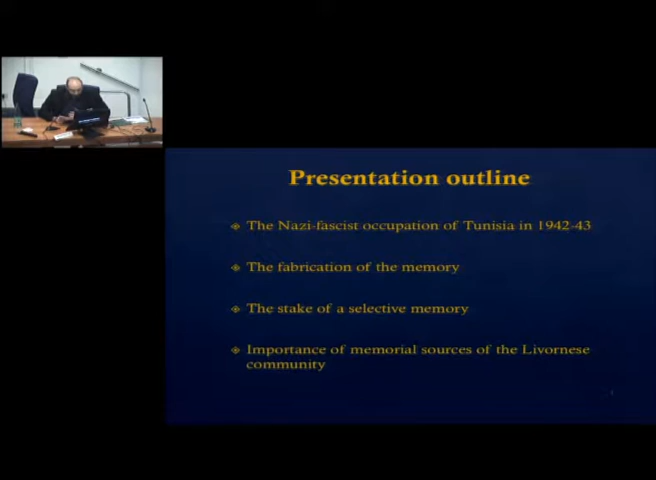 Presentation outline
The Nazi-fascist occupation of Tunisia in 1942-43
The fabrication of the memory
The stake of a selective memory
Importance of memorial sources of the Livornese
community